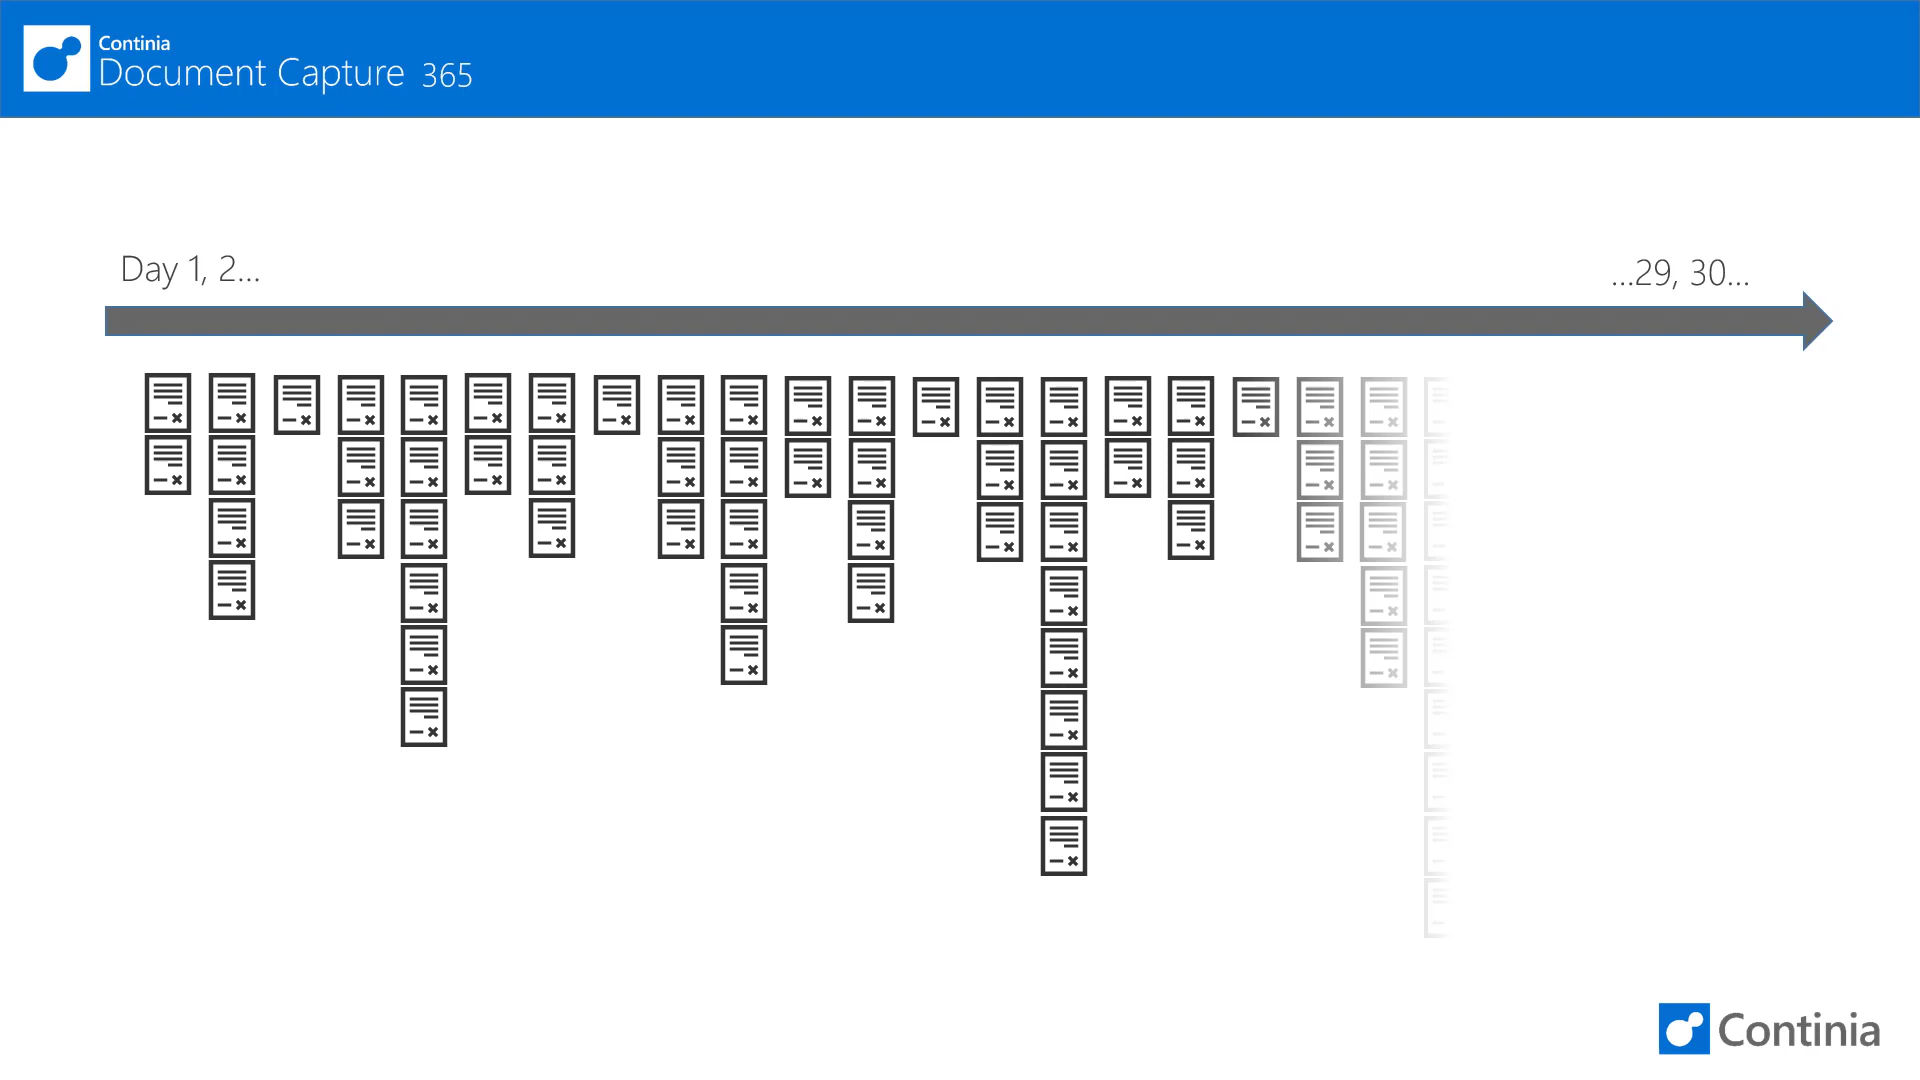 Continia
Document Capture 365
Day 1, 2...
...29, 30...
Continia